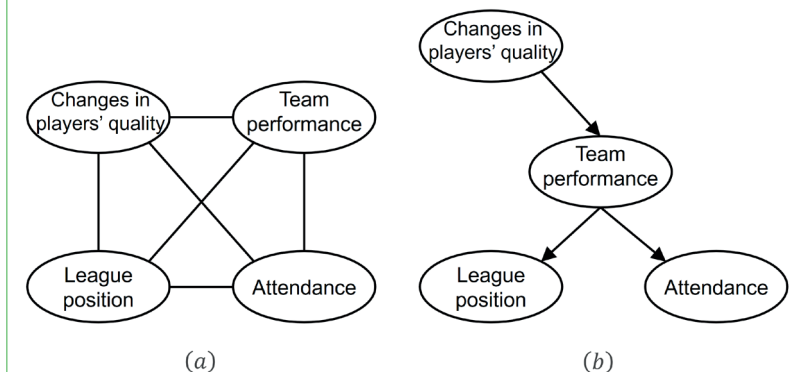 Changes in
players’ quality
Team
performance
League
position
Attendance
(a)
Changes in
players’ quality
Team
performance
League
position
Attendance
(b)